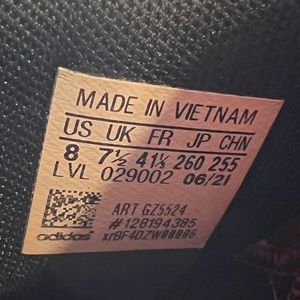 MADE IN VIETNAM
US UK FR JP CHN
8 7½ 41⅓ 260 255
LVL 029002 06/21
ART GZ5524
#128194385
adidas xrBF4DZW00005